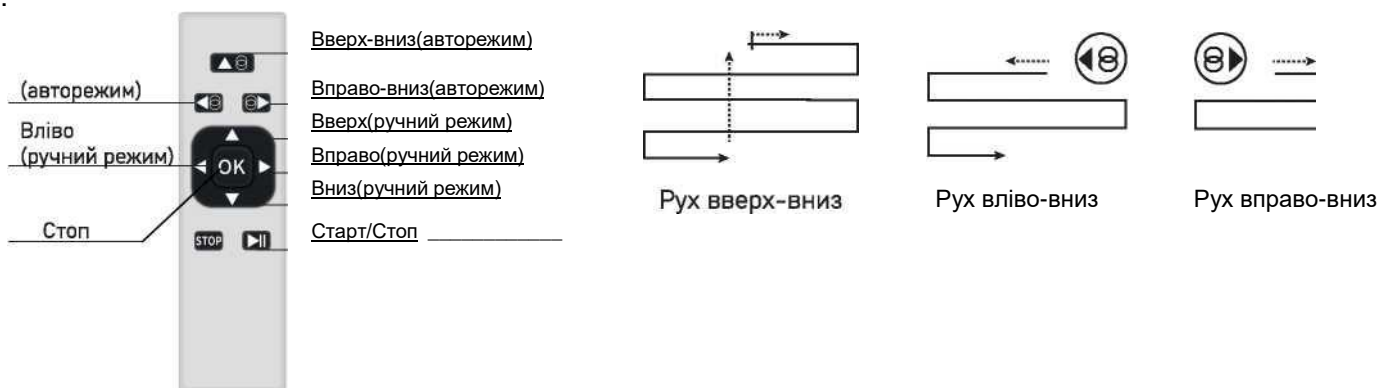 .
Вверх-вниз(авторежим)
(авторежим)
Вправо-вниз(авторежим)
Вверх(ручний режим)
Вліво
(ручний режим)
Вправо(ручний режим)
Вниз(ручний режим)
Стоп
Старт/Стоп _____________
OK
STOP
Рух вверх-вниз
Рух вліво-вниз
Рух вправо-вниз